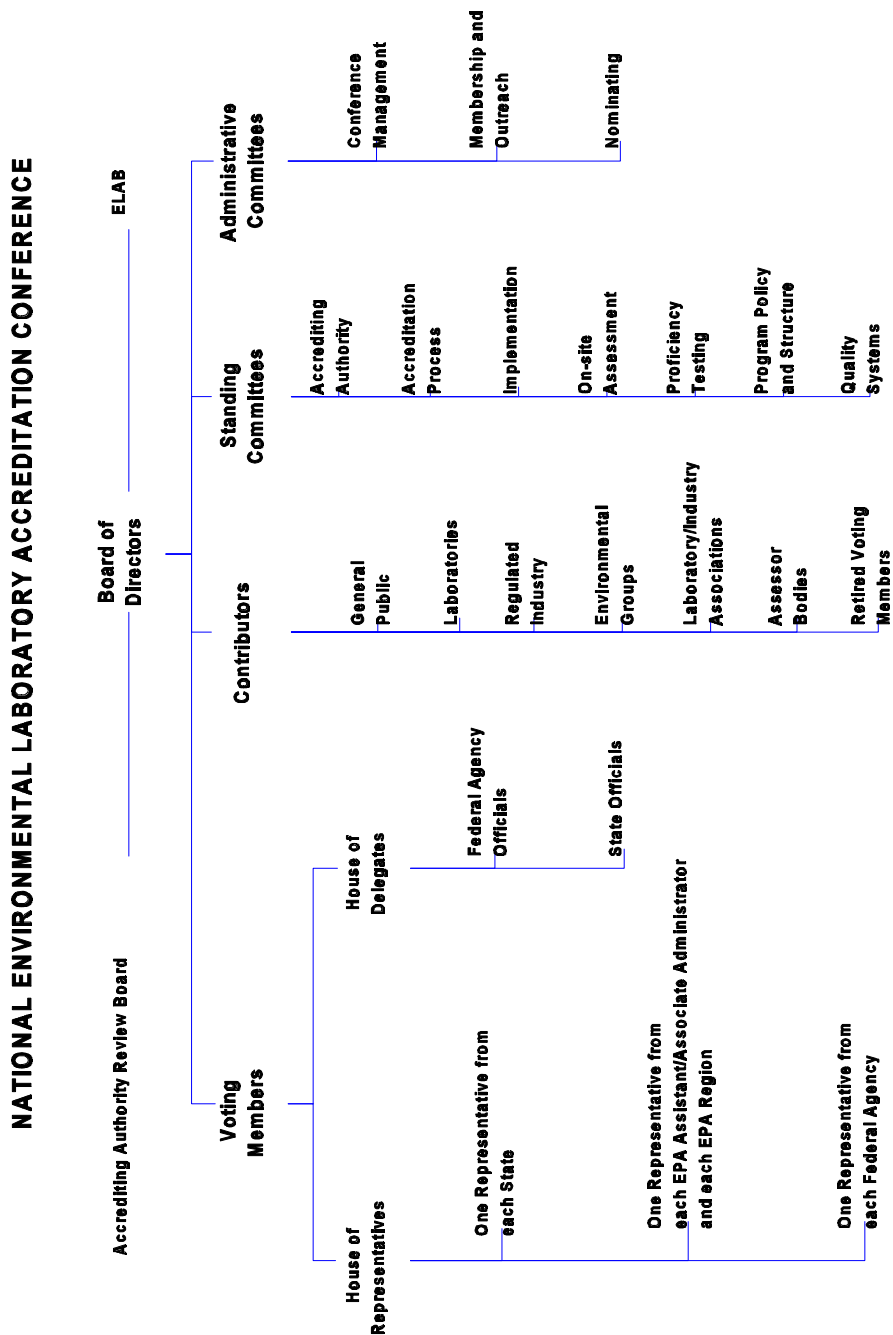 NATIONAL ENVIRONMENTAL LABORATORY ACCREDITATION CONFERENCE
Accrediting Authority Review Board
Board of
Directors
ELAB
Voting
Members
House of
Representatives
One Representative from
each State
One Representative from
each EPA Assistant/Associate Administrator
and each EPA Region
One Representative from
each Federal Agency
House of
Delegates
Federal Agency
Officials
State Officials
Contributors
General
Public
Laboratories
Regulated
Industry
Environmental
Groups
Laboratory/Industry
Associations
Assessor
Bodies
Retired Voting
Members
Standing
Committees
Accrediting
Authority
Accreditation
Process
Implementation
On-site
Assessment
Proficiency
Testing
Program Policy
and Structure
Quality
Systems
Administrative
Committees
Conference
Management
Membership and
Outreach
Nominating